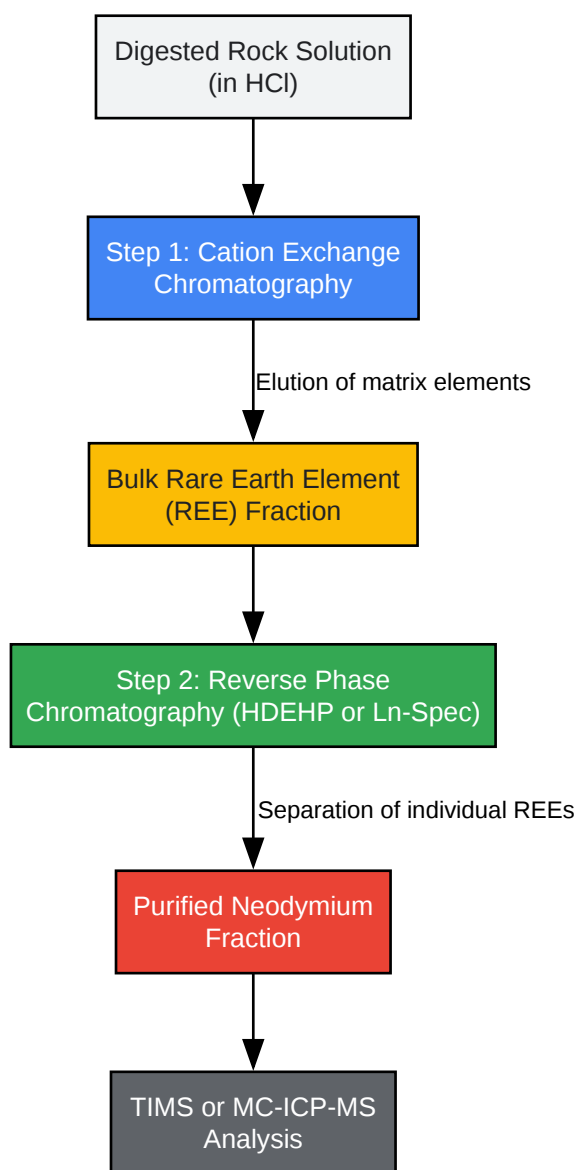 Digested Rock Solution
(in HCl)
Step 1: Cation Exchange
Chromatography
Elution of matrix elements
Bulk Rare Earth Element
(REE) Fraction
Step 2: Reverse Phase
Chromatography (HDEHP or Ln-Spec)
Separation of individual REEs
Purified Neodymium
Fraction
TIMS or MC-ICP-MS
Analysis